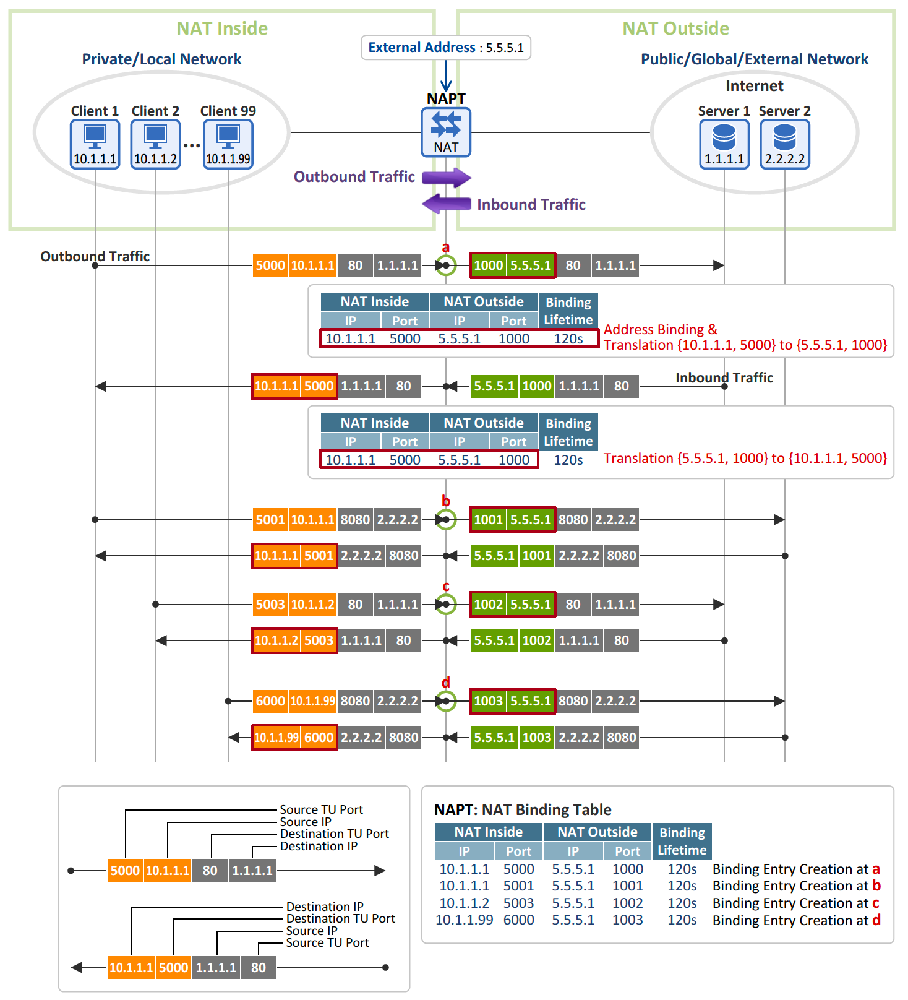 NAT Inside
NAT Outside
External Address : 5.5.5.1
Private/Local Network
Public/Global/External Network
Internet
NAPT
Client 1 Client 2 Client 99
Server 1 Server 2
10.1.1.1 10.1.1.2 ... 10.1.1.99
NAT
1.1.1.1 2.2.2.2
Outbound Traffic
Inbound Traffic
a
Outbound Traffic
5000 10.1.1.1 80 1.1.1.1
1000 5.5.5.1 80 1.1.1.1
NAT Inside NAT Outside Binding Lifetime
IP Port IP Port
10.1.1.1 5000 5.5.5.1 1000 120s
Address Binding &
Translation {10.1.1.1, 5000} to {5.5.5.1, 1000}
Inbound Traffic
10.1.1.1 5000 1.1.1.1 80
5.5.5.1 1000 1.1.1.1 80
NAT Inside NAT Outside Binding Lifetime
IP Port IP Port
10.1.1.1 5000 5.5.5.1 1000 120s
Translation {5.5.5.1, 1000} to {10.1.1.1, 5000}
b
5001 10.1.1.1 8080 2.2.2.2
1001 5.5.5.1 8080 2.2.2.2
10.1.1.1 5001 2.2.2.2 8080
5.5.5.1 1001 2.2.2.2 8080
c
5003 10.1.1.2 80 1.1.1.1
1002 5.5.5.1 80 1.1.1.1
10.1.1.2 5003 1.1.1.1 80
5.5.5.1 1002 1.1.1.1 80
d
6000 10.1.1.99 8080 2.2.2.2
1003 5.5.5.1 8080 2.2.2.2
10.1.1.99 6000 2.2.2.2 8080
5.5.5.1 1003 2.2.2.2 8080
Source TU Port
Source IP
Destination TU Port
Destination IP
5000 10.1.1.1 80 1.1.1.1
Destination IP
Destination TU Port
Source IP
Source TU Port
10.1.1.1 5000 1.1.1.1 80
NAPT: NAT Binding Table
NAT Inside NAT Outside Binding Lifetime
IP Port IP Port
10.1.1.1 5000 5.5.5.1 1000 120s Binding Entry Creation at a
10.1.1.1 5001 5.5.5.1 1001 120s Binding Entry Creation at b
10.1.1.2 5003 5.5.5.1 1002 120s Binding Entry Creation at c
10.1.1.99 6000 5.5.5.1 1003 120s Binding Entry Creation at d